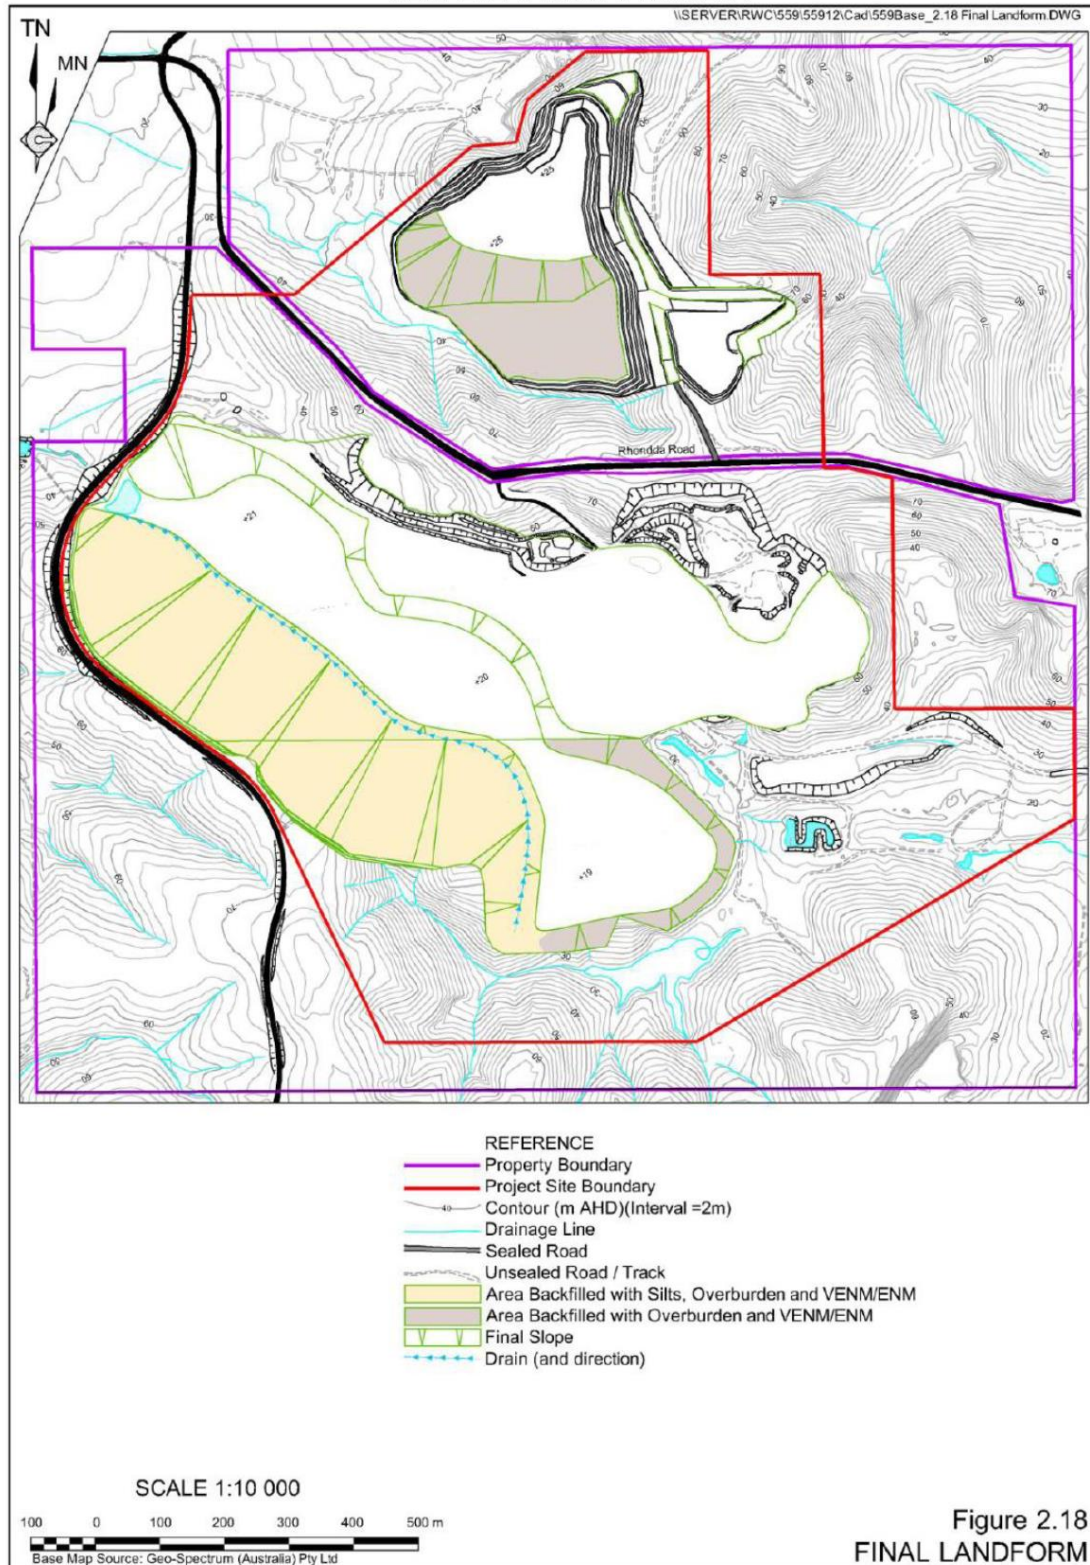 \\SERVER\RWC\559\55912\Cad\559Base_2.18 Final Landform.DWG
TN
MN
+25
+25
Rhondda Road
+21
+20
+19
REFERENCE
Property Boundary
Project Site Boundary
40 Contour (m AHD)(Interval =2m)
Drainage Line
Sealed Road
Unsealed Road / Track
Area Backfilled with Silts, Overburden and VENM/ENM
Area Backfilled with Overburden and VENM/ENM
Final Slope
Drain (and direction)
SCALE 1:10 000
100 0 100 200 300 400 500 m
Base Map Source: Geo-Spectrum (Australia) Pty Ltd
Figure 2.18
FINAL LANDFORM